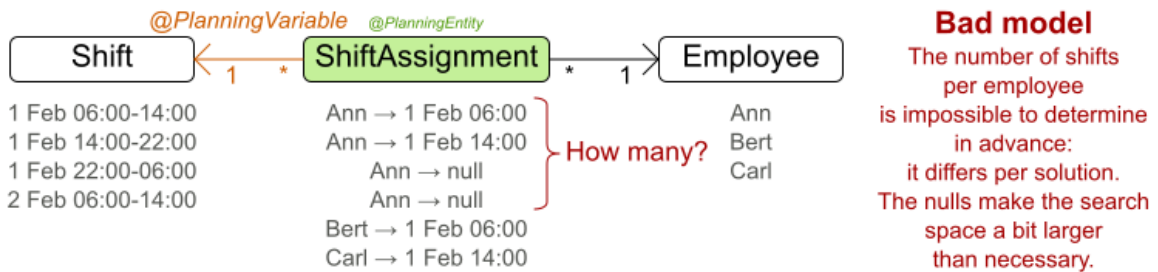 @PlanningVariable @PlanningEntity
Shift
ShiftAssignment
Employee
1 * * 1
1 Feb 06:00-14:00
1 Feb 14:00-22:00
1 Feb 22:00-06:00
2 Feb 06:00-14:00
Ann → 1 Feb 06:00
Ann → 1 Feb 14:00
Ann → null
Ann → null
Bert → 1 Feb 06:00
Carl → 1 Feb 14:00
How many?
Ann
Bert
Carl
Bad model
The number of shifts
per employee
is impossible to determine
in advance:
it differs per solution.
The nulls make the search
space a bit larger
than necessary.